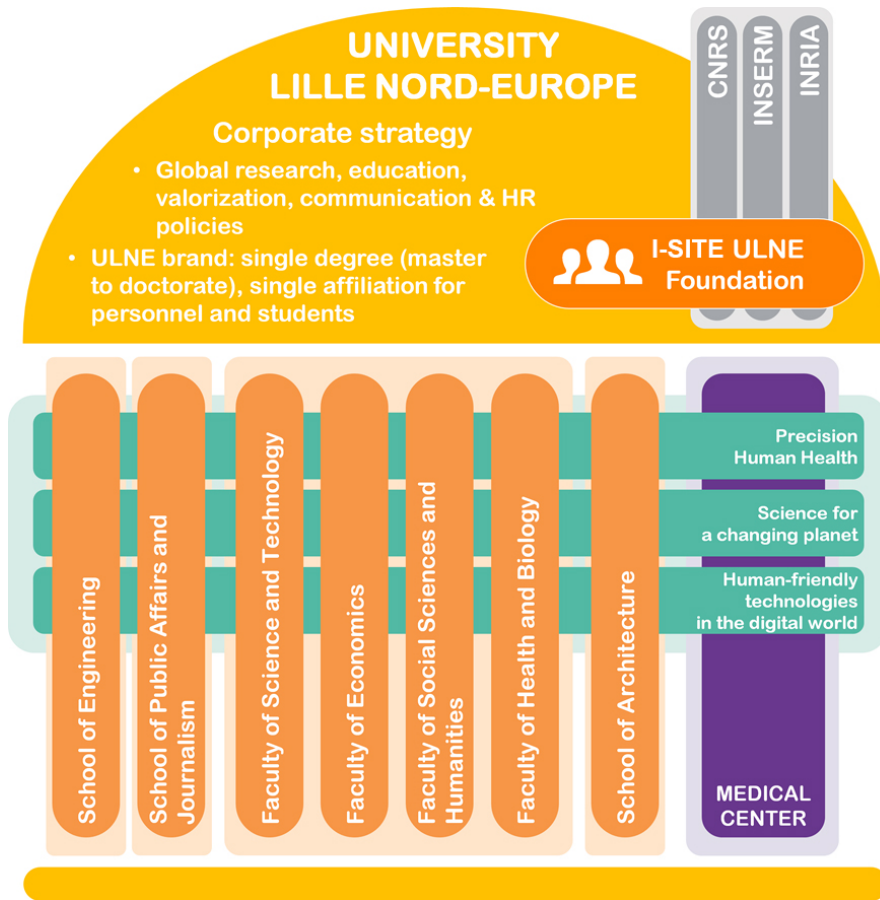 UNIVERSITY
LILLE NORD-EUROPE
Corporate strategy
• Global research, education,
valorization, communication & HR
policies
• ULNE brand: single degree (master
to doctorate), single affiliation for
personnel and students
CNRS
INSERM
INRIA
I-SITE ULNE
Foundation
School of Engineering
School of Public Affairs and
Journalism
Faculty of Science and Technology
Faculty of Economics
Faculty of Social Sciences and
Humanities
Faculty of Health and Biology
School of Architecture
Precision
Human Health
Science for
a changing planet
Human-friendly
technologies
in the digital world
MEDICAL
CENTER